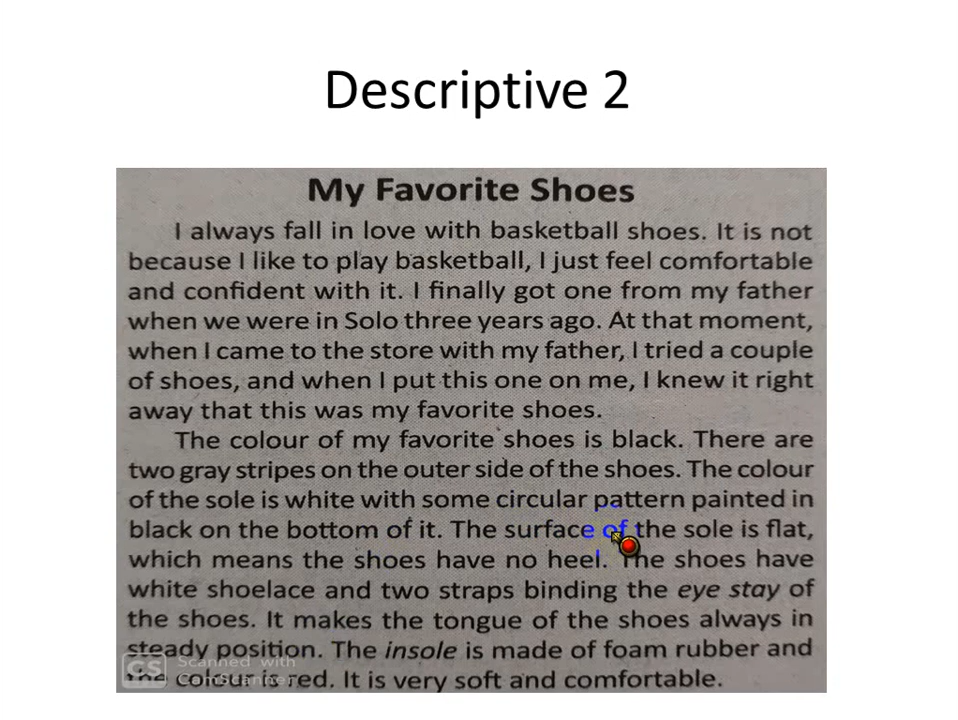 Descriptive 2
My Favorite Shoes
I always fall in love with basketball shoes. It is not
because I like to play basketball, I just feel comfortable
and confident with it. I finally got one from my father
when we were in Solo three years ago. At that moment,
when I came to the store with my father, I tried a couple
of shoes, and when I put this one on me, I knew it right
away that this was my favorite shoes.
The colour of my favorite shoes is black. There are
two gray stripes on the outer side of the shoes. The colour
of the sole is white with some circular pattern painted in
black on the bottom of it. The surface of the sole is flat,
which means the shoes have no heel. The shoes have
white shoelace and two straps binding the eye stay of
the shoes. It makes the tongue of the shoes always in
steady position. The insole is made of foam rubber and
the colour is red. It is very soft and comfortable.
CS Scanned with
CamScanner